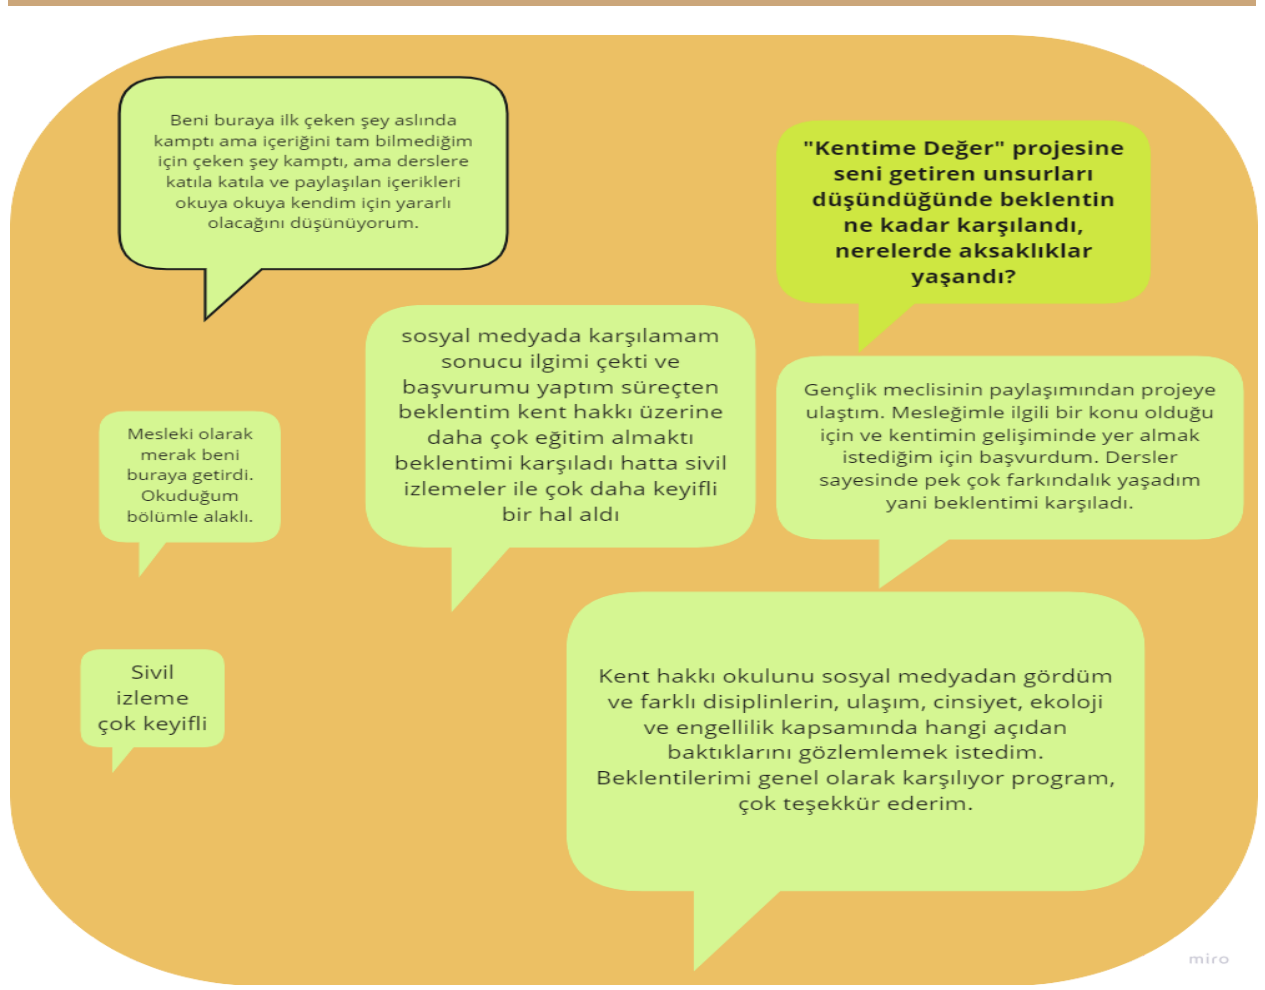 Beni buraya ilk çeken şey aslında
kamptı ama içeriğini tam bilmediğim
için çeken şey kamptı, ama derslere
katıla katıla ve paylaşılan içerikleri
okuya okuya kendim için yararlı
olacağını düşünüyorum.
"Kentime Değer" projesine
seni getiren unsurları
düşündüğünde beklentin
ne kadar karşılandı,
nerelerde aksaklıklar
yaşandı?
sosyal medyada karşılamam
sonucu ilgimi çekti ve
başvurumu yaptım süreçten
beklentim kent hakkı üzerine
daha çok eğitim almaktı
beklentimi karşıladı hatta sivil
izlemeler ile çok daha keyifli
bir hal aldı
Gençlik meclisinin paylaşımından projeye
ulaştım. Mesleğimle ilgili bir konu olduğu
için ve kentimin gelişiminde yer almak
istediğim için başvurdum. Dersler
sayesinde pek çok farkındalık yaşadım
yani beklentimi karşıladı.
Mesleki olarak
merak beni
buraya getirdi.
Okuduğum
bölümle alaklı.
Sivil
izleme
çok keyifli
Kent hakkı okulunu sosyal medyadan gördüm
ve farklı disiplinlerin, ulaşım, cinsiyet, ekoloji
ve engellilik kapsamında hangi açıdan
baktıklarını gözlemlemek istedim.
Beklentilerimi genel olarak karşılıyor program,
çok teşekkür ederim.
miro